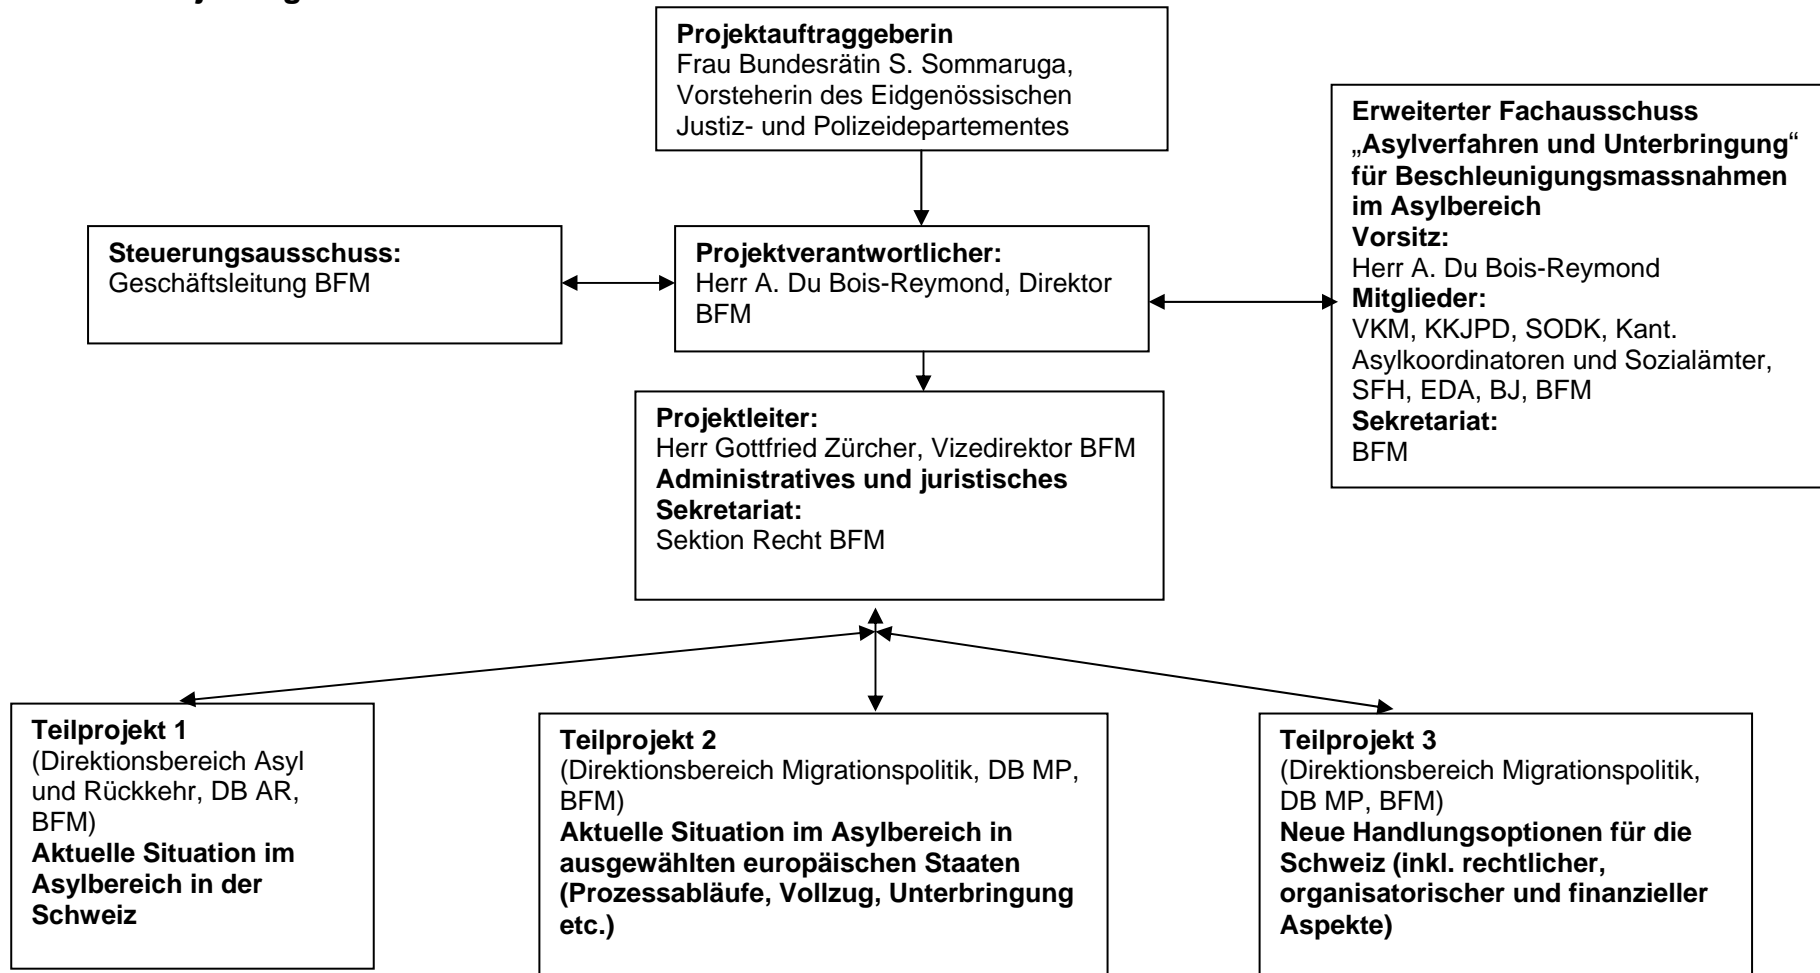 Projektauftraggeberin
Frau Bundesrätin S. Sommaruga,
Vorsteherin des Eidgenössischen
Justiz- und Polizeidepartementes
Erweiterter Fachausschuss
„Asylverfahren und Unterbringung“
für Beschleunigungsmassnahmen
im Asylbereich
Vorsitz:
Herr A. Du Bois-Reymond
Mitglieder:
VKM, KKJPD, SODK, Kant.
Asylkoordinatoren und Sozialämter,
SFH, EDA, BJ, BFM
Sekretariat:
BFM
Steuerungsausschuss:
Geschäftsleitung BFM
Projektverantwortlicher:
Herr A. Du Bois-Reymond, Direktor
BFM
Projektleiter:
Herr Gottfried Zürcher, Vizedirektor BFM
Administratives und juristisches
Sekretariat:
Sektion Recht BFM
Teilprojekt 1
(Direktionsbereich Asyl
und Rückkehr, DB AR,
BFM)
Aktuelle Situation im
Asylbereich in der
Schweiz
Teilprojekt 2
(Direktionsbereich Migrationspolitik, DB MP,
BFM)
Aktuelle Situation im Asylbereich in
ausgewählten europäischen Staaten
(Prozessabläufe, Vollzug, Unterbringung
etc.)
Teilprojekt 3
(Direktionsbereich Migrationspolitik,
DB MP, BFM)
Neue Handlungsoptionen für die
Schweiz (inkl. rechtlicher,
organisatorischer und finanzieller
Aspekte)